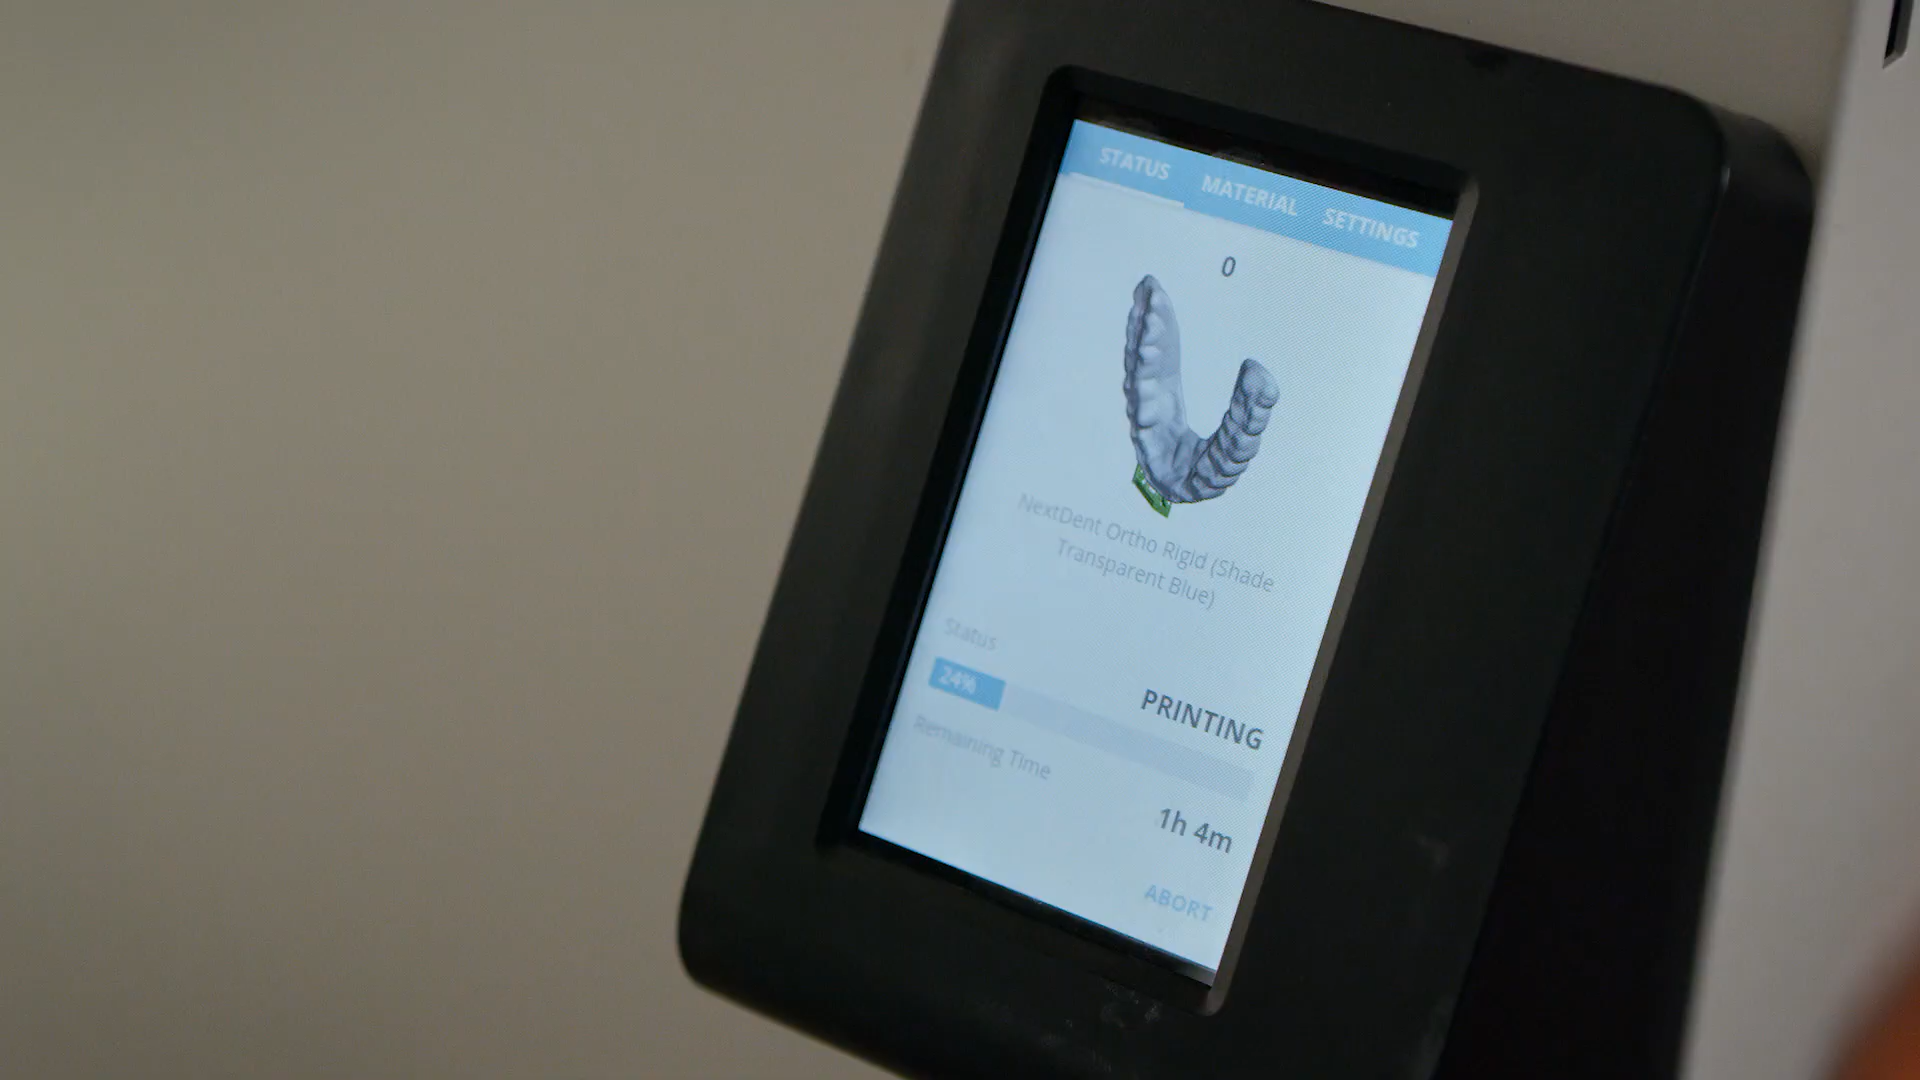 STATUS MATERIAL SETTINGS
0
NextDent Ortho Rigid (Shade
Transparent Blue)
Status
PRINTING
24%
Remaining Time
1h 4m
ABORT